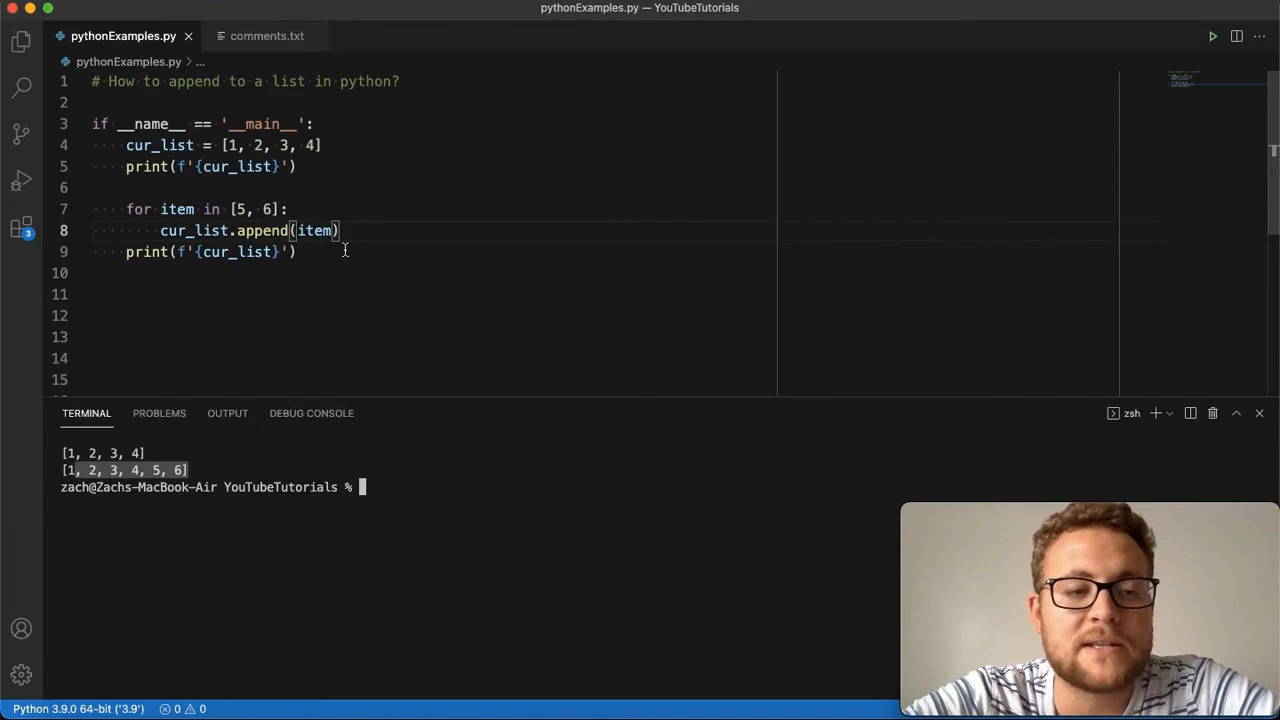 pythonExamples.py — YouTubeTutorials
pythonExamples.py
comments.txt
pythonExamples.py > ...
1 # How to append to a list in python?
2
3 if __name__ == '__main__':
4 cur_list = [1, 2, 3, 4]
5 print(f'{cur_list}')
6
7 for item in [5, 6]:
8 cur_list.append(item)
9 print(f'{cur_list}')
10
11
12
13
14
15
3
TERMINAL PROBLEMS OUTPUT DEBUG CONSOLE
zsh
[1, 2, 3, 4]
[1, 2, 3, 4, 5, 6]
zach@Zachs-MacBook-Air YouTubeTutorials %
Python 3.9.0 64-bit ('3.9') 0 0